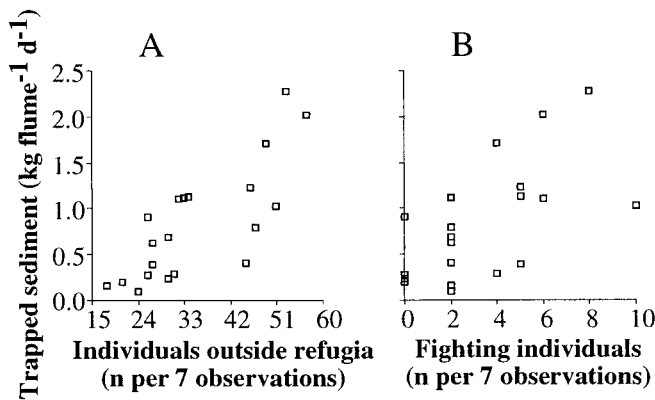 A
B
Trapped sediment (kg flume⁻¹ d⁻¹)
2.5
2.0
1.5
1.0
0.5
0.0
15 24 33 42 51 60
0 2 4 6 8 10
Individuals outside refugia
(n per 7 observations)
Fighting individuals
(n per 7 observations)